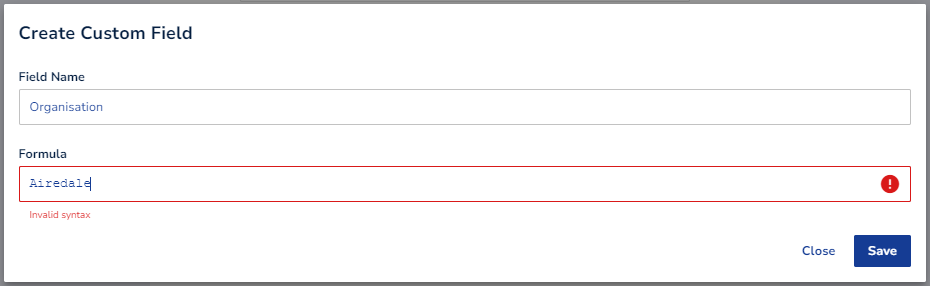 Create Custom Field
Field Name
Organisation
Formula
Airedale
Invalid syntax
Close Save